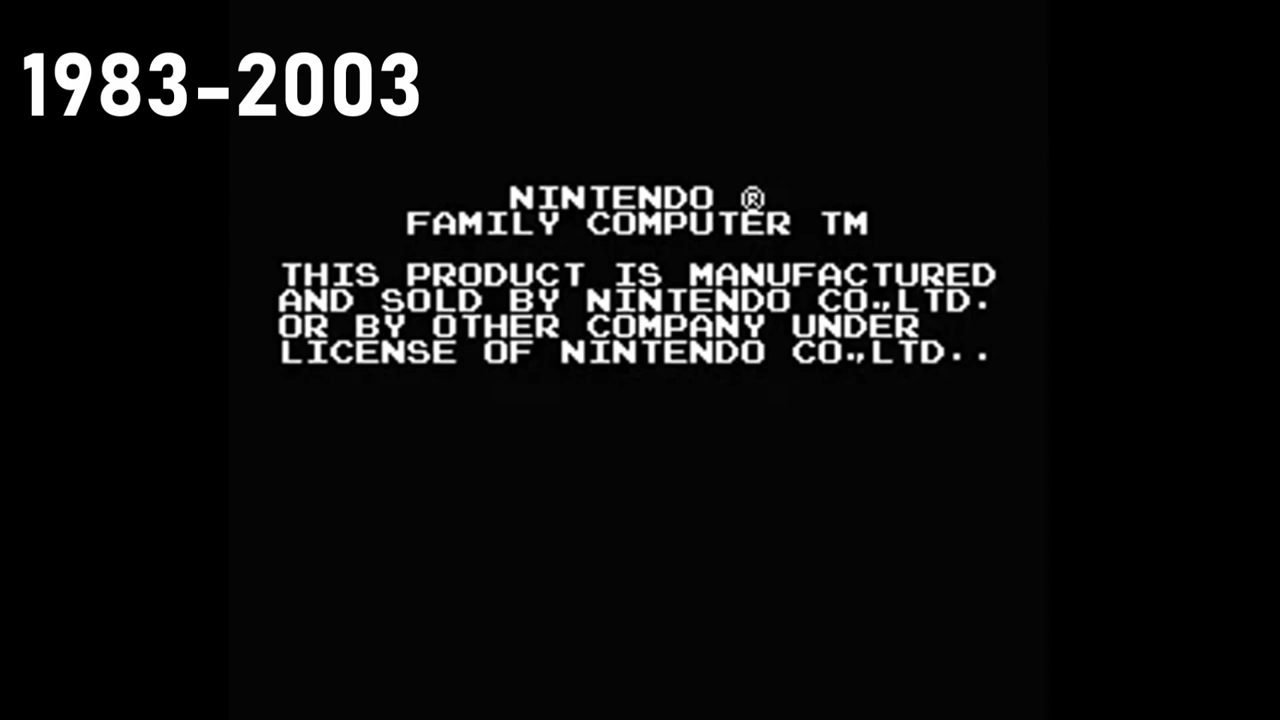 1983-2003
NINTENDO ®
FAMILY COMPUTER TM
THIS PRODUCT IS MANUFACTURED
AND SOLD BY NINTENDO CO.,LTD.
OR BY OTHER COMPANY UNDER
LICENSE OF NINTENDO CO.,LTD..